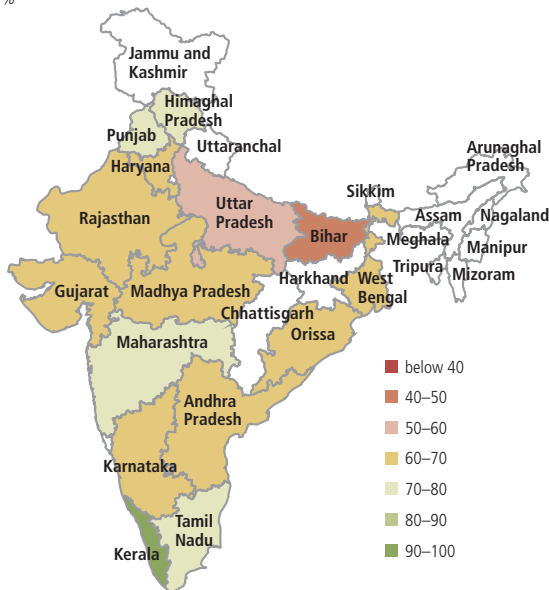 %
Jammu and
Kashmir
Himaghal
Pradesh
Punjab
Uttaranchal
Haryana
Arunaghal
Pradesh
Sikkim
Rajasthan
Uttar
Pradesh
Assam
Nagaland
Bihar
Meghala
Manipur
Tripura
Mizoram
Harkhand
West
Bengal
Gujarat
Madhya Pradesh
Chhattisgarh
Orissa
Maharashtra
Andhra
Pradesh
Karnataka
Tamil
Nadu
Kerala
below 40
40–50
50–60
60–70
70–80
80–90
90–100